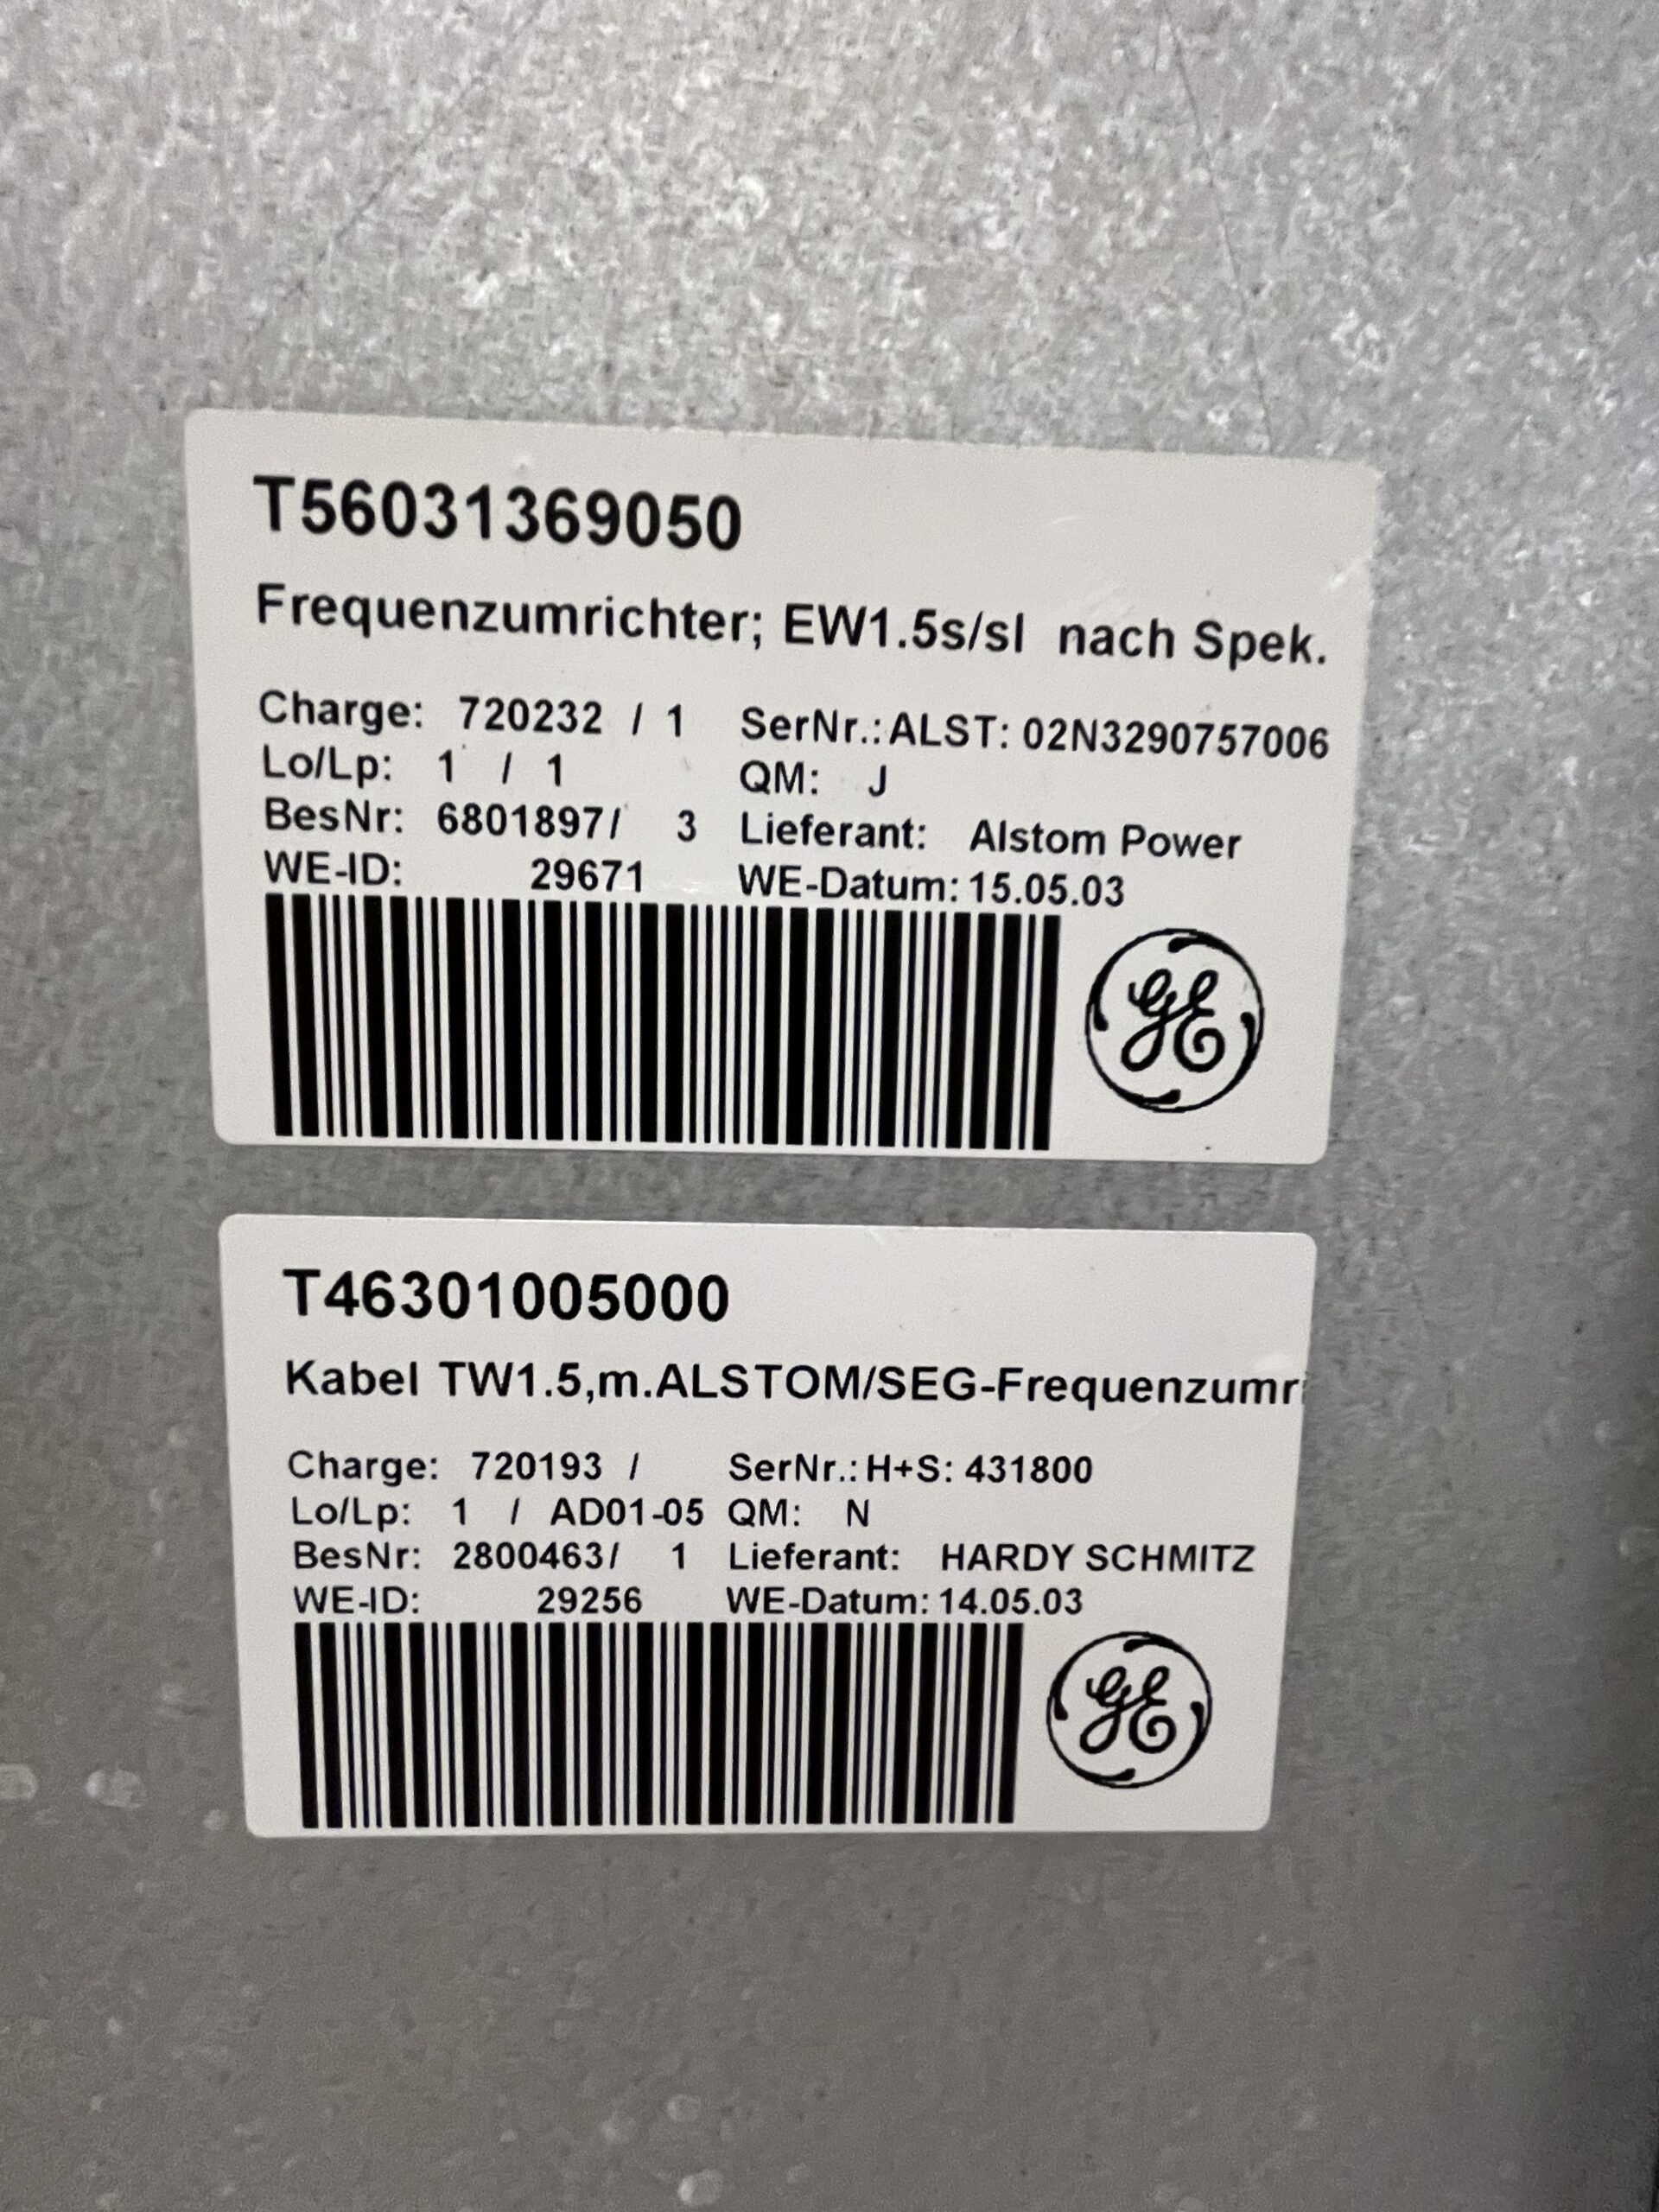 T56031369050
Frequenzumrichter; EW1.5s/sl nach Spek.
Charge: 720232 / 1 SerNr.: ALST: 02N3290757006
Lo/Lp: 1 / 1 QM: J
BesNr: 6801897/ 3 Lieferant: Alstom Power
WE-ID: 29671 WE-Datum: 15.05.03
GE
T46301005000
Kabel TW1.5,m.ALSTOM/SEG-Frequenzumri
Charge: 720193 / SerNr.: H+S: 431800
Lo/Lp: 1 / AD01-05 QM: N
BesNr: 2800463/ 1 Lieferant: HARDY SCHMITZ
WE-ID: 29256 WE-Datum: 14.05.03
GE